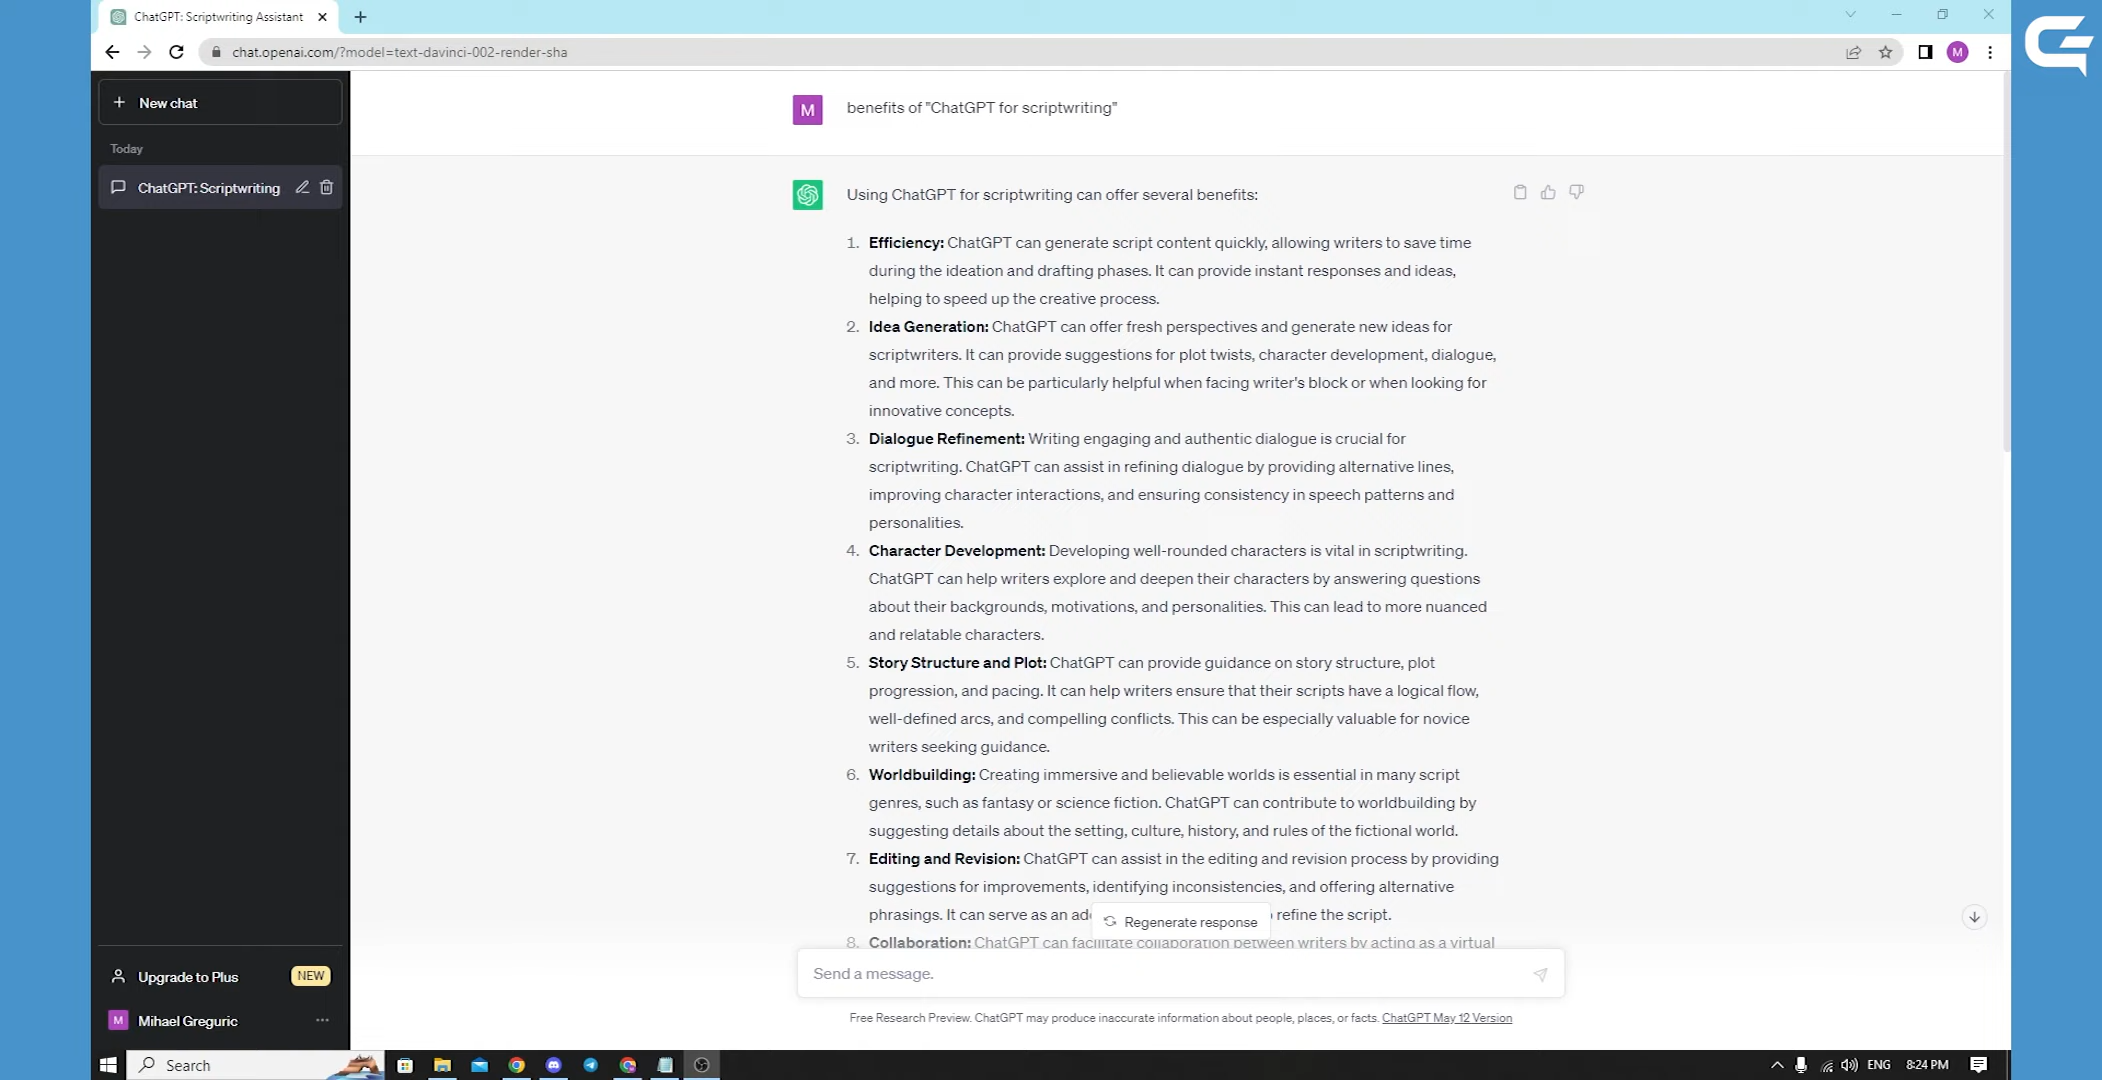 ChatGPT: Scriptwriting Assistant
chat.openai.com/?model=text-davinci-002-render-sha
M
New chat
Today
ChatGPT: Scriptwriting
M
benefits of "ChatGPT for scriptwriting"
Using ChatGPT for scriptwriting can offer several benefits:
1. Efficiency: ChatGPT can generate script content quickly, allowing writers to save time
during the ideation and drafting phases. It can provide instant responses and ideas,
helping to speed up the creative process.
2. Idea Generation: ChatGPT can offer fresh perspectives and generate new ideas for
scriptwriters. It can provide suggestions for plot twists, character development, dialogue,
and more. This can be particularly helpful when facing writer's block or when looking for
innovative concepts.
3. Dialogue Refinement: Writing engaging and authentic dialogue is crucial for
scriptwriting. ChatGPT can assist in refining dialogue by providing alternative lines,
improving character interactions, and ensuring consistency in speech patterns and
personalities.
4. Character Development: Developing well-rounded characters is vital in scriptwriting.
ChatGPT can help writers explore and deepen their characters by answering questions
about their backgrounds, motivations, and personalities. This can lead to more nuanced
and relatable characters.
5. Story Structure and Plot: ChatGPT can provide guidance on story structure, plot
progression, and pacing. It can help writers ensure that their scripts have a logical flow,
well-defined arcs, and compelling conflicts. This can be especially valuable for novice
writers seeking guidance.
6. Worldbuilding: Creating immersive and believable worlds is essential in many script
genres, such as fantasy or science fiction. ChatGPT can contribute to worldbuilding by
suggesting details about the setting, culture, history, and rules of the fictional world.
7. Editing and Revision: ChatGPT can assist in the editing and revision process by providing
suggestions for improvements, identifying inconsistencies, and offering alternative
phrasings. It can serve as an refine the script.
Regenerate response
8. Collaboration: ChatGPT can facilitate collaboration between writers by acting as a virtual
Send a message.
Free Research Preview. ChatGPT may produce inaccurate information about people, places, or facts. ChatGPT May 12 Version
Upgrade to Plus NEW
M Mihael Greguric
Search
ENG 8:24 PM